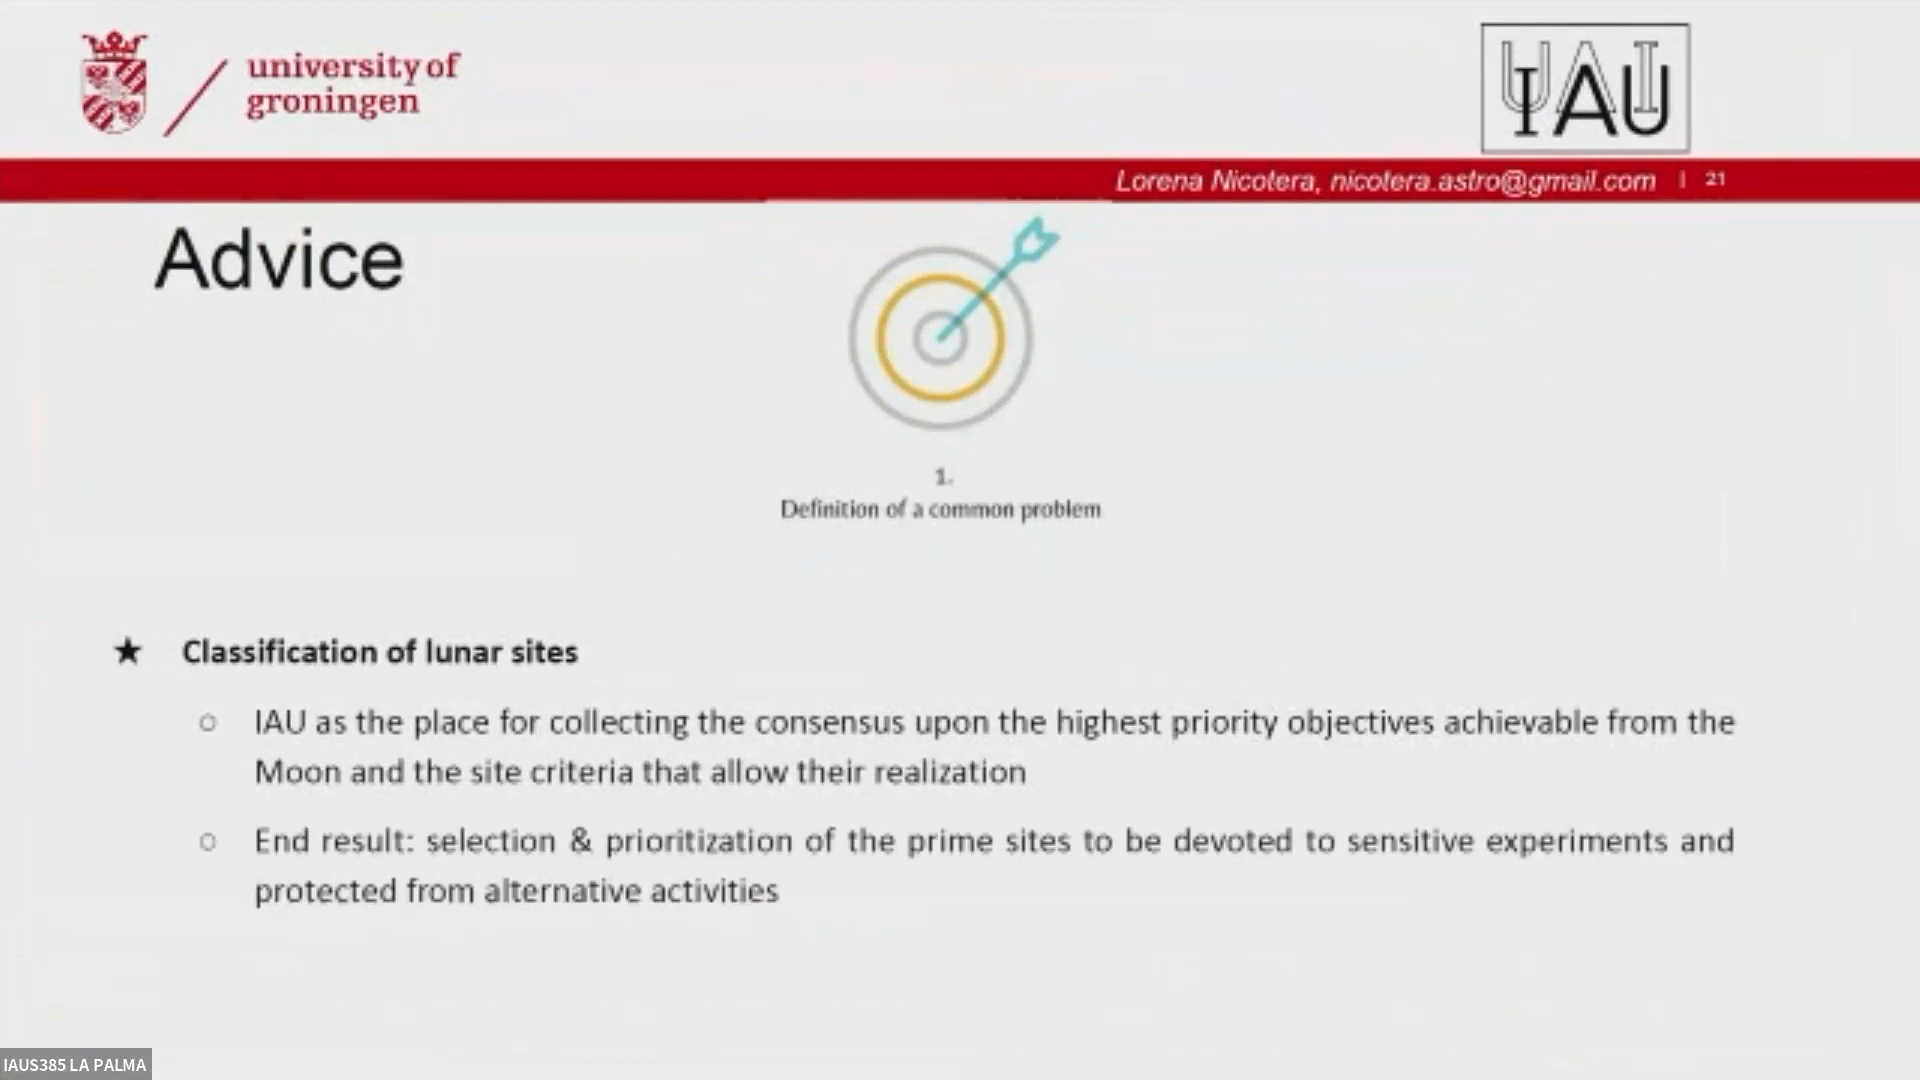 university of
groningen
IAU
Lorena Nicotera, nicotera.astro@gmail.com | 21
Advice
1.
Definition of a common problem
★ Classification of lunar sites
○ IAU as the place for collecting the consensus upon the highest priority objectives achievable from the
Moon and the site criteria that allow their realization
○ End result: selection & prioritization of the prime sites to be devoted to sensitive experiments and
protected from alternative activities
IAUS385 LA PALMA